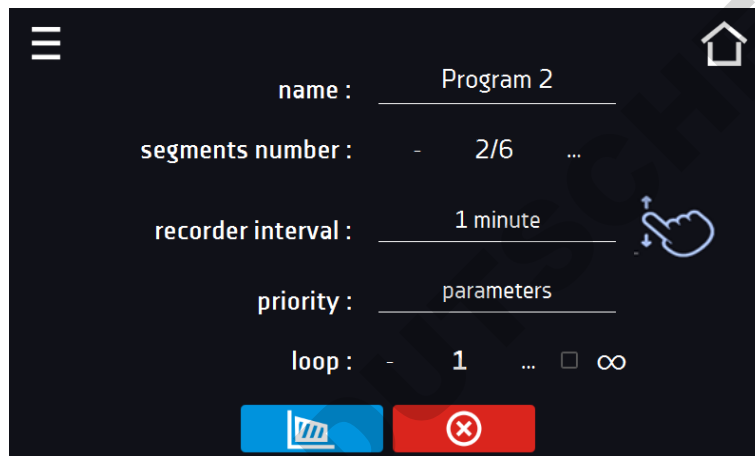 name : Program 2
segments number : - 2/6 ...
recorder interval : 1 minute
priority : parameters
loop : - 1 ... ∞